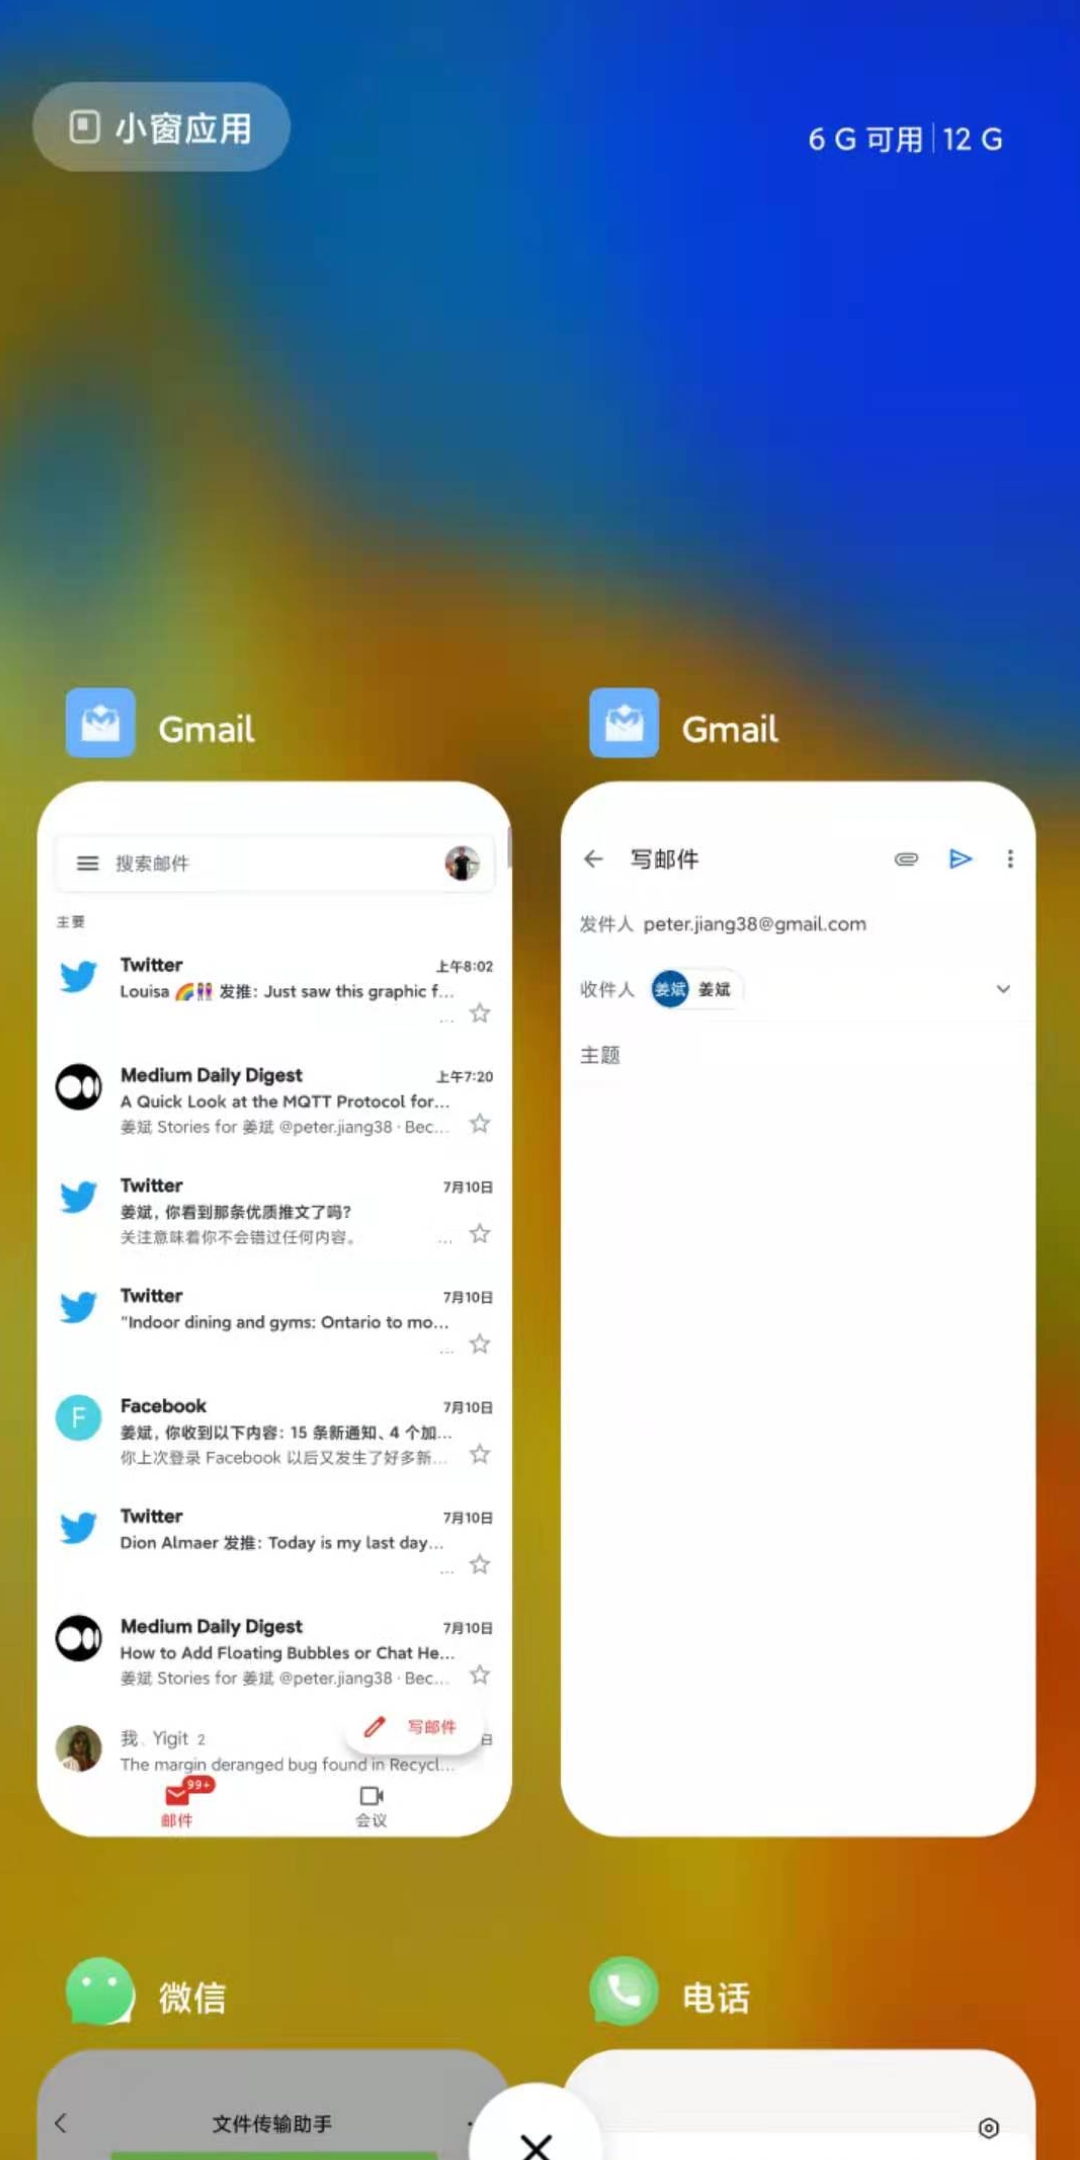 小窗应用
6 G 可用 | 12 G
Gmail
搜索邮件
主要
Twitter 上午8:02
Louisa 🌈👭 发推: Just saw this graphic f...
...
Medium Daily Digest 上午7:20
A Quick Look at the MQTT Protocol for...
姜斌 Stories for 姜斌 @peter.jiang38 · Bec...
Twitter 7月10日
姜斌，你看到那条优质推文了吗?
关注意味着你不会错过任何内容。 ...
Twitter 7月10日
"Indoor dining and gyms: Ontario to mo...
...
Facebook 7月10日
姜斌，你收到以下内容: 15 条新通知、4 个加...
你上次登录 Facebook 以后又发生了好多新...
F
Twitter 7月10日
Dion Almaer 发推: Today is my last day...
...
Medium Daily Digest 7月10日
How to Add Floating Bubbles or Chat He...
姜斌 Stories for 姜斌 @peter.jiang38 · Bec...
我、Yigit 2 日
写邮件
The margin deranged bug found in Recycl...
99+
邮件 会议
Gmail
写邮件
发件人 peter.jiang38@gmail.com
收件人 姜斌 姜斌
主题
微信
文件传输助手
电话